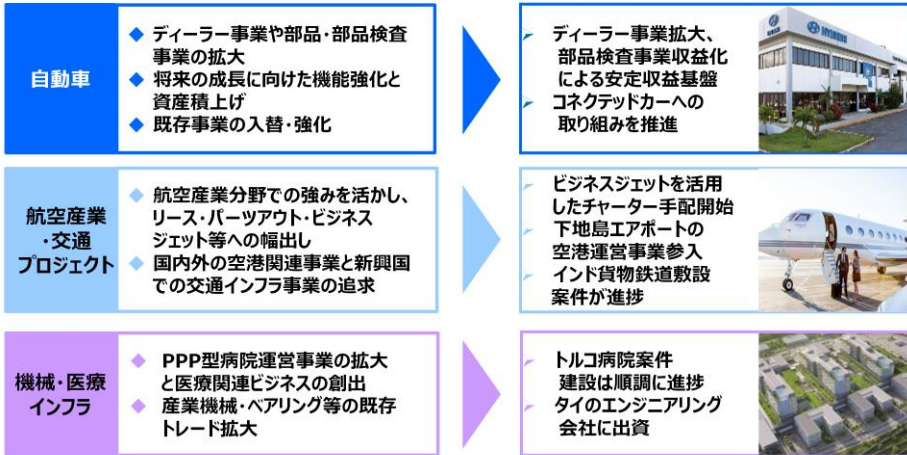 自動車
ディーラー事業や部品・部品検査
事業の拡大
将来の成長に向けた機能強化と
資産積上げ
既存事業の入替・強化
ディーラー事業拡大、
部品検査事業収益化
による安定収益基盤
コネクテッドカーへの
取り組みを推進
HYUNDAI
航空産業
・交通
プロジェクト
航空産業分野での強みを活かし、
リース・パーツアウト・ビジネス
ジェット等への幅出し
国内外の空港関連事業と新興国
での交通インフラ事業の追求
ビジネスジェットを活用
したチャーター手配開始
下地島エアポートの
空港運営事業参入
インド貨物鉄道敷設
案件が進捗
機械・医療
インフラ
PPP型病院運営事業の拡大
と医療関連ビジネスの創出
産業機械・ベアリング等の既存
トレード拡大
トルコ病院案件
建設は順調に進捗
タイのエンジニアリング
会社に出資